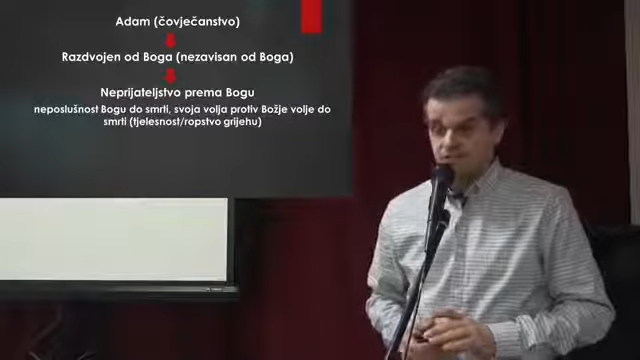 Adam (čovječanstvo)
Razdvojen od Boga (nezavisan od Boga)
Neprijateljstvo prema Bogu
neposlušnost Bogu do smrti, svoja volja protiv Božje volje do
smrti (tjelesnost/ropstvo grijehu)